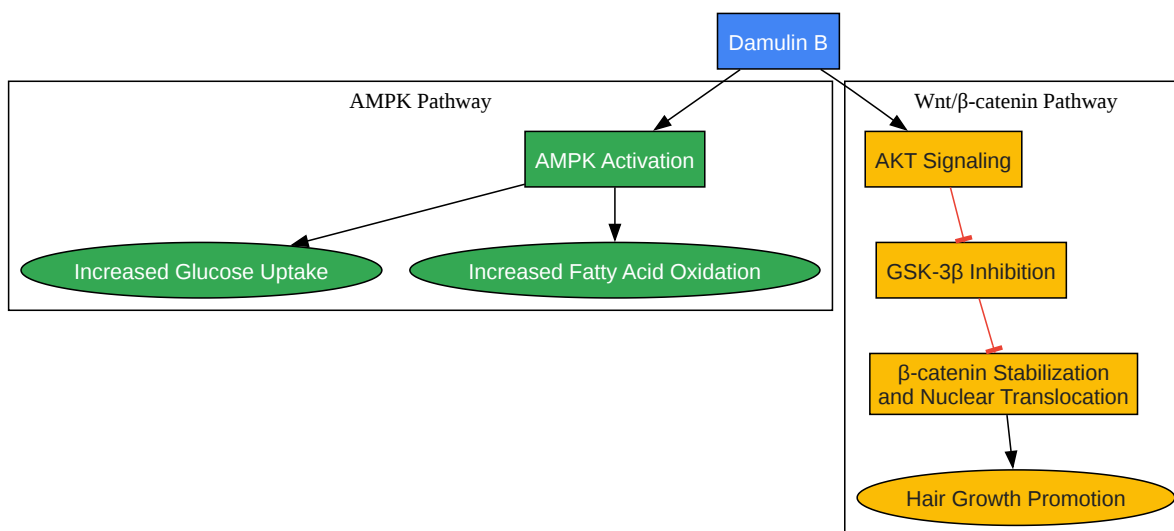 Damulin B
AMPK Pathway
Wnt/β-catenin Pathway
AMPK Activation
AKT Signaling
Increased Glucose Uptake
Increased Fatty Acid Oxidation
GSK-3β Inhibition
β-catenin Stabilization
and Nuclear Translocation
Hair Growth Promotion